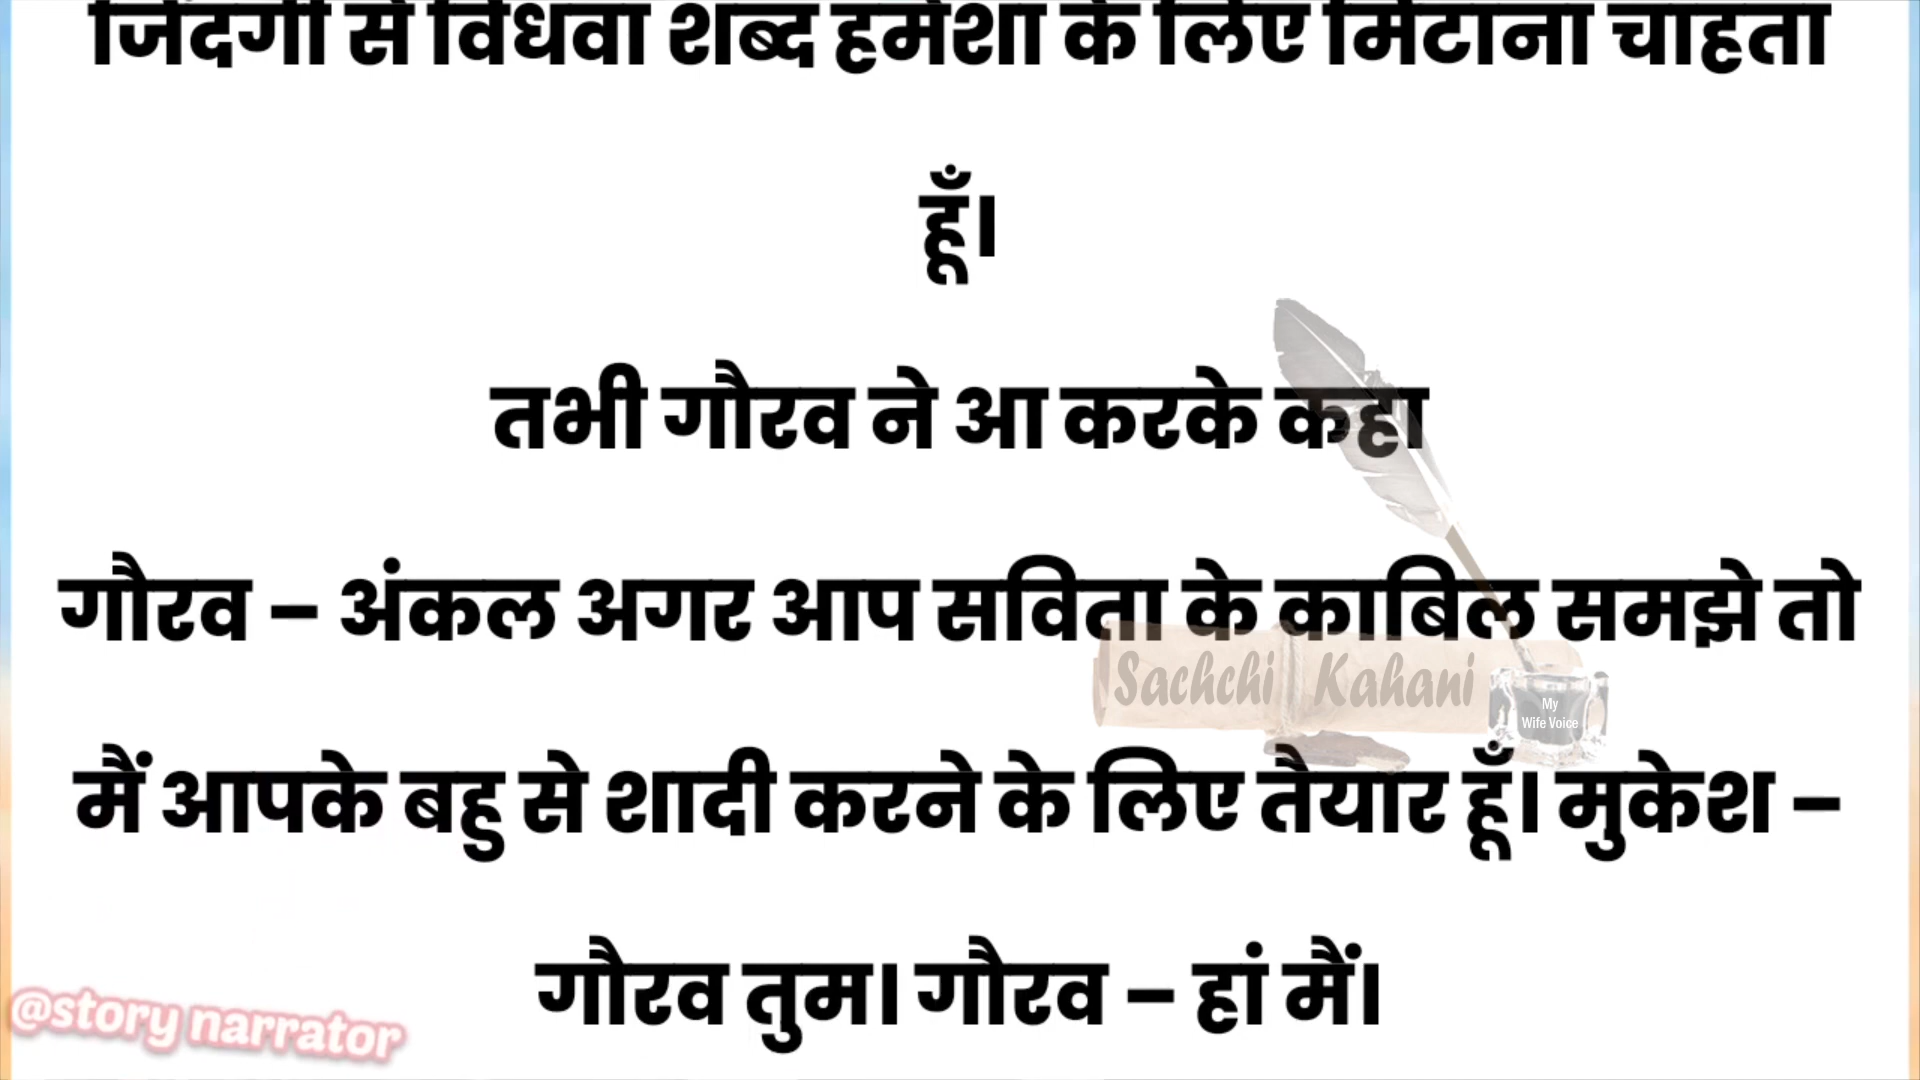 जिंदगी से विधवा शब्द हमेशा के लिए मिटाना चाहता
हूँ।
तभी गौरव ने आ करके कहा
गौरव – अंकल अगर आप सविता के काबिल समझे तो
Sachchi Kahani
My
Wife Voice
मैं आपके बहु से शादी करने के लिए तैयार हूँ। मुकेश –
गौरव तुम। गौरव – हां मैं।
@story narrator